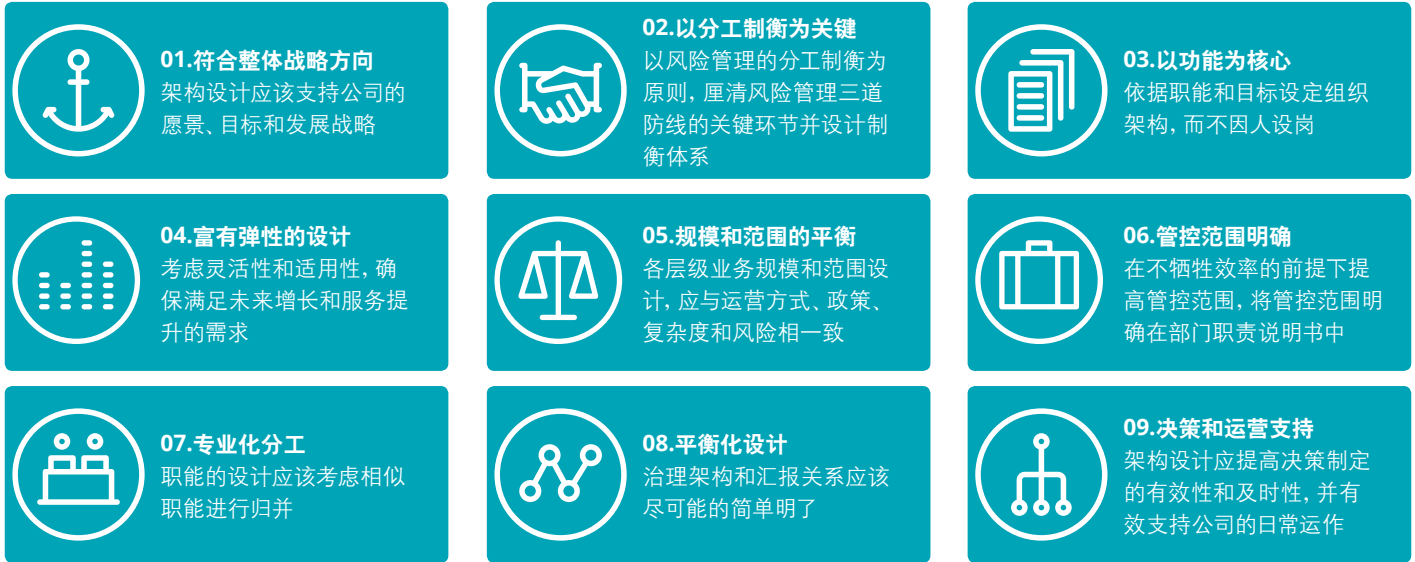 01.符合整体战略方向
架构设计应该支持公司的
愿景、目标和发展战略
02.以分工制衡为关键
以风险管理的分工制衡为
原则，厘清风险管理三道
防线的关键环节并设计制
衡体系
03.以功能为核心
依据职能和目标设定组织
架构，而不因人设岗
04.富有弹性的设计
考虑灵活性和适用性，确
保满足未来增长和服务提
升的需求
05.规模和范围的平衡
各层级业务规模和范围设
计，应与运营方式、政策、
复杂度和风险相一致
06.管控范围明确
在不牺牲效率的前提下提
高管控范围，将管控范围明
确在部门职责说明书中
07.专业化分工
职能的设计应该考虑相似
职能进行归并
08.平衡化设计
治理架构和汇报关系应该
尽可能的简单明了
09.决策和运营支持
架构设计应提高决策制定
的有效性和及时性，并有
效支持公司的日常运作